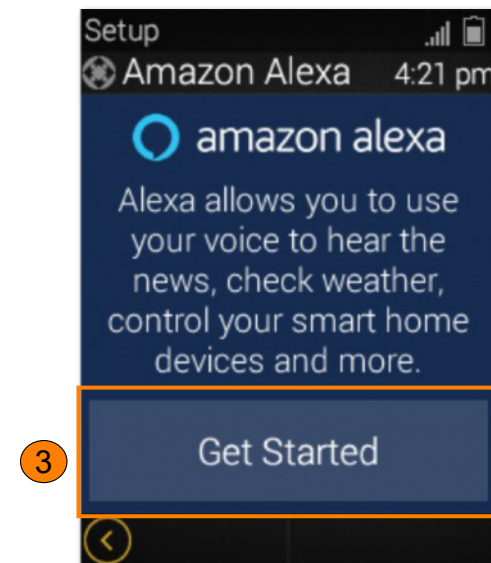 Setup
Amazon Alexa 4:21 pm
amazon alexa
Alexa allows you to use
your voice to hear the
news, check weather,
control your smart home
devices and more.
3
Get Started